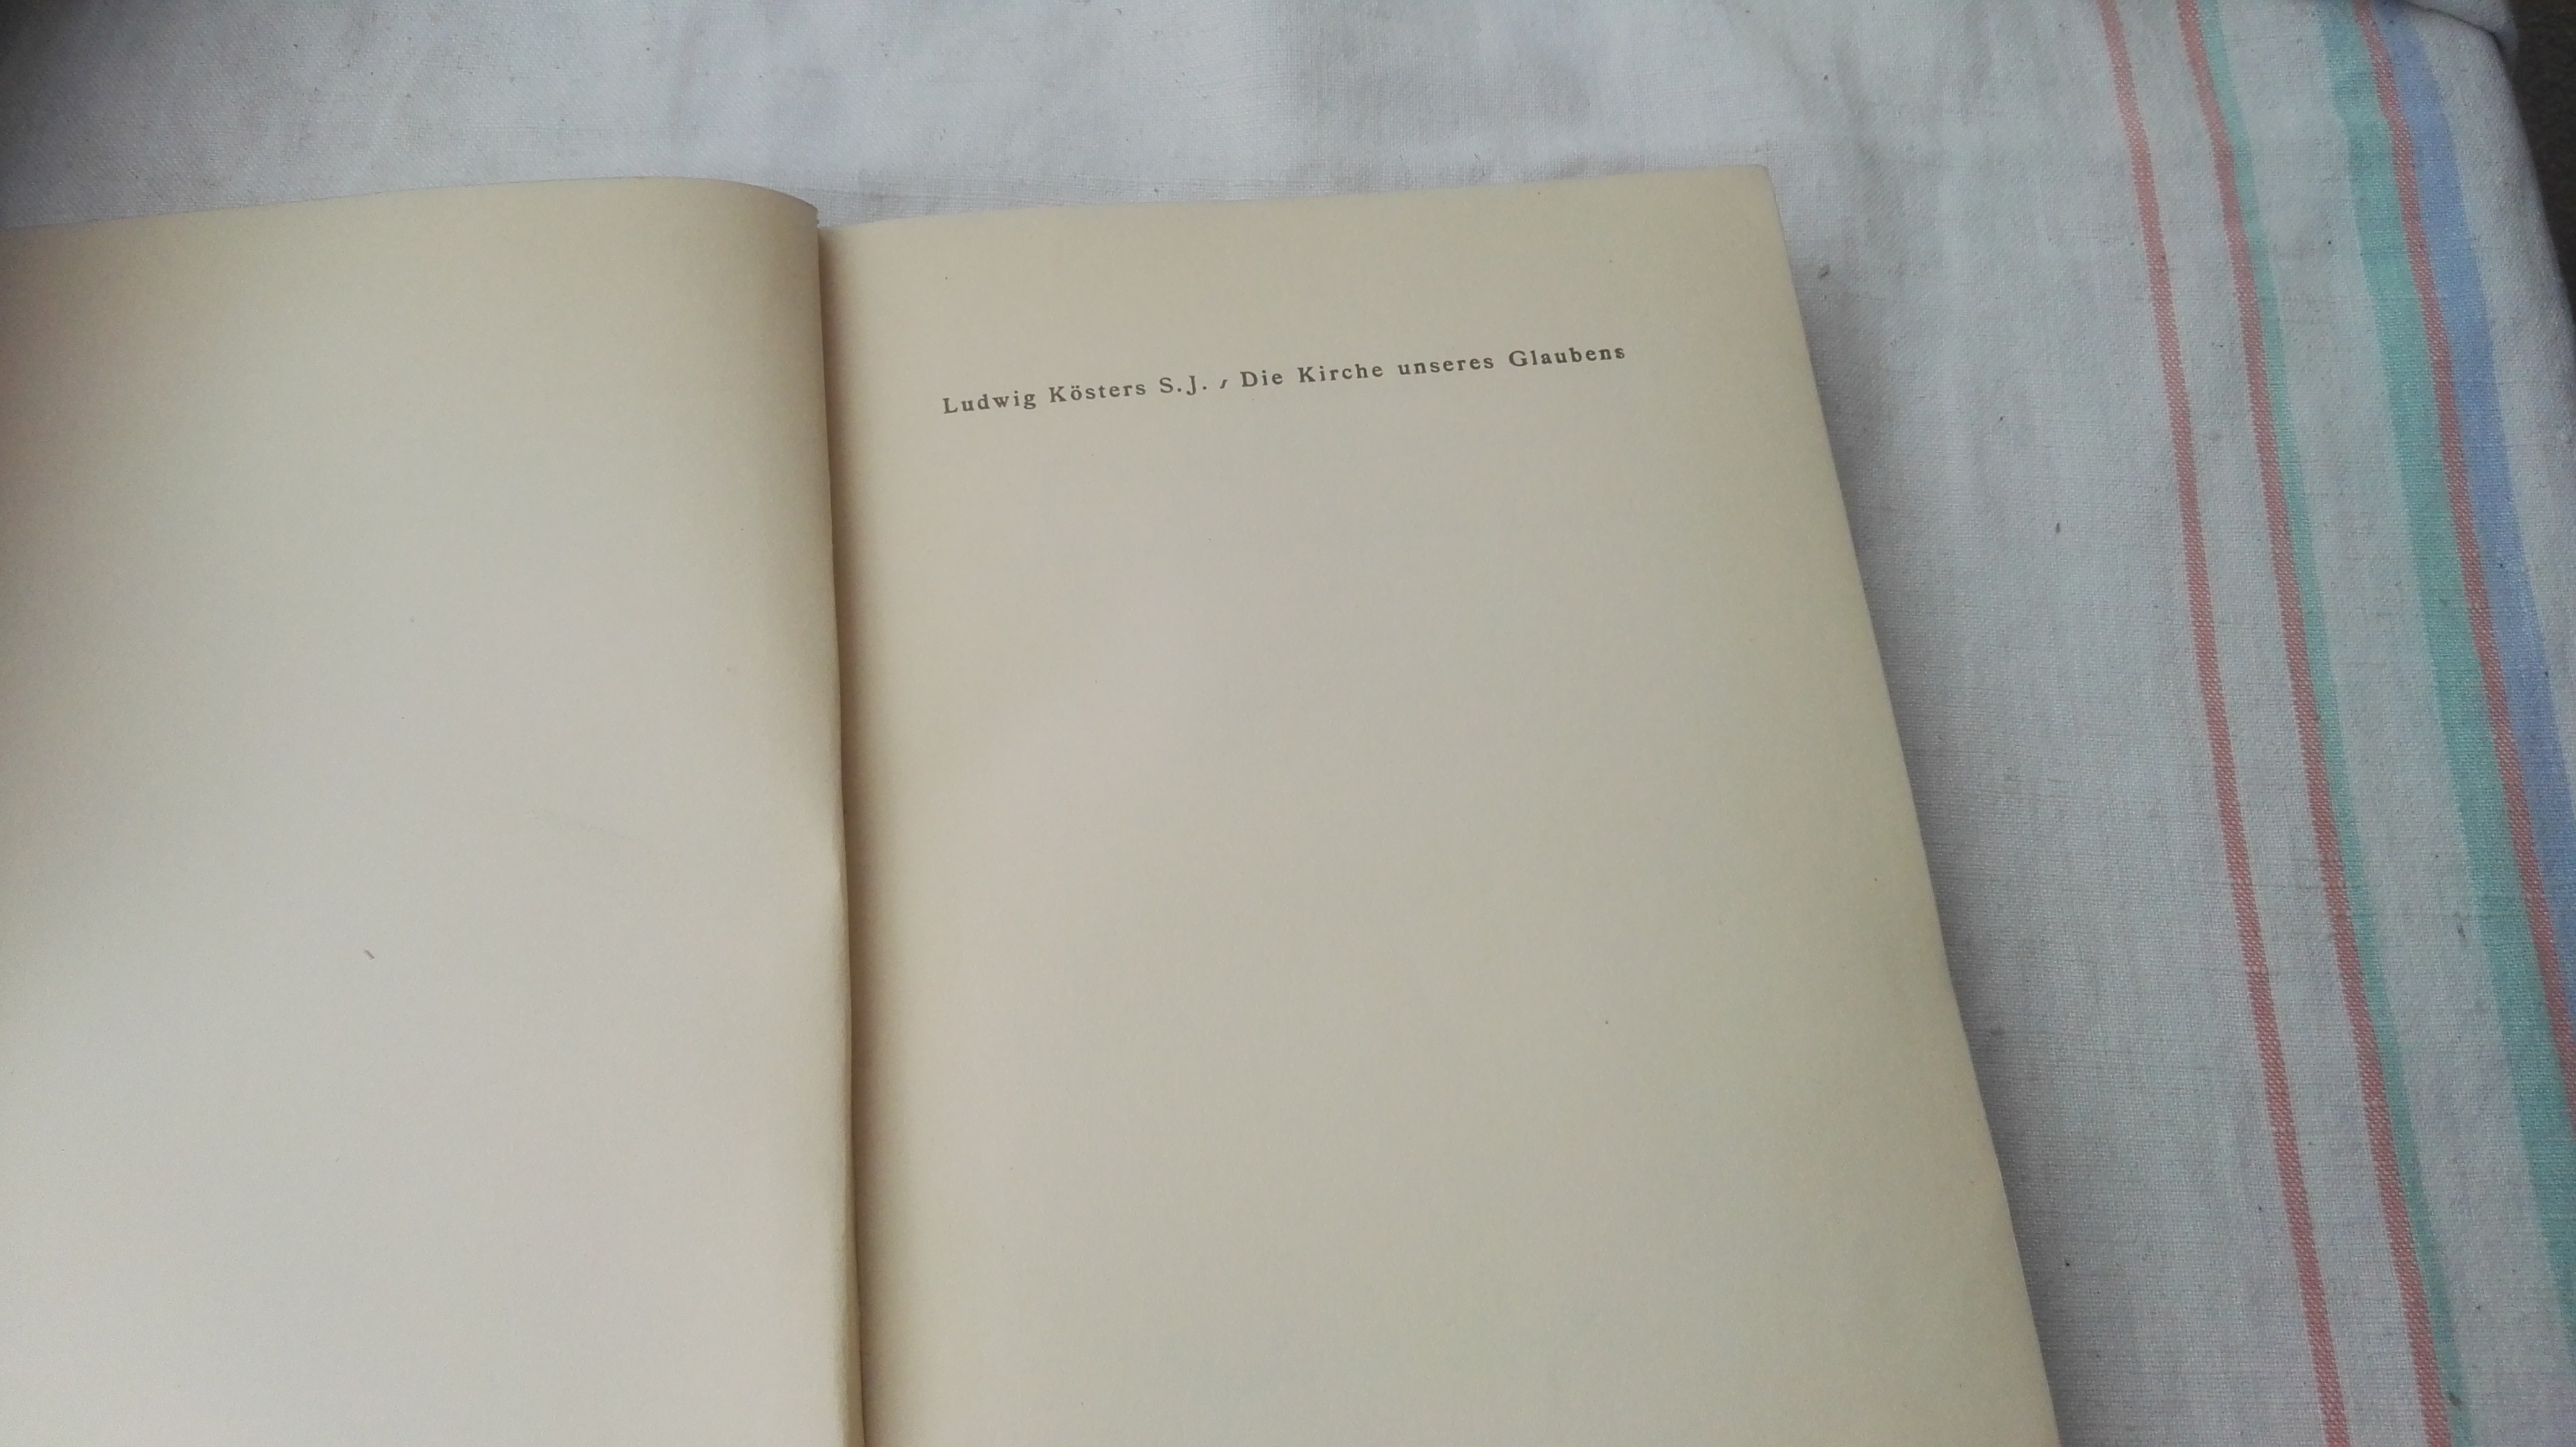 Ludwig Kösters S.J. / Die Kirche unseres Glaubens